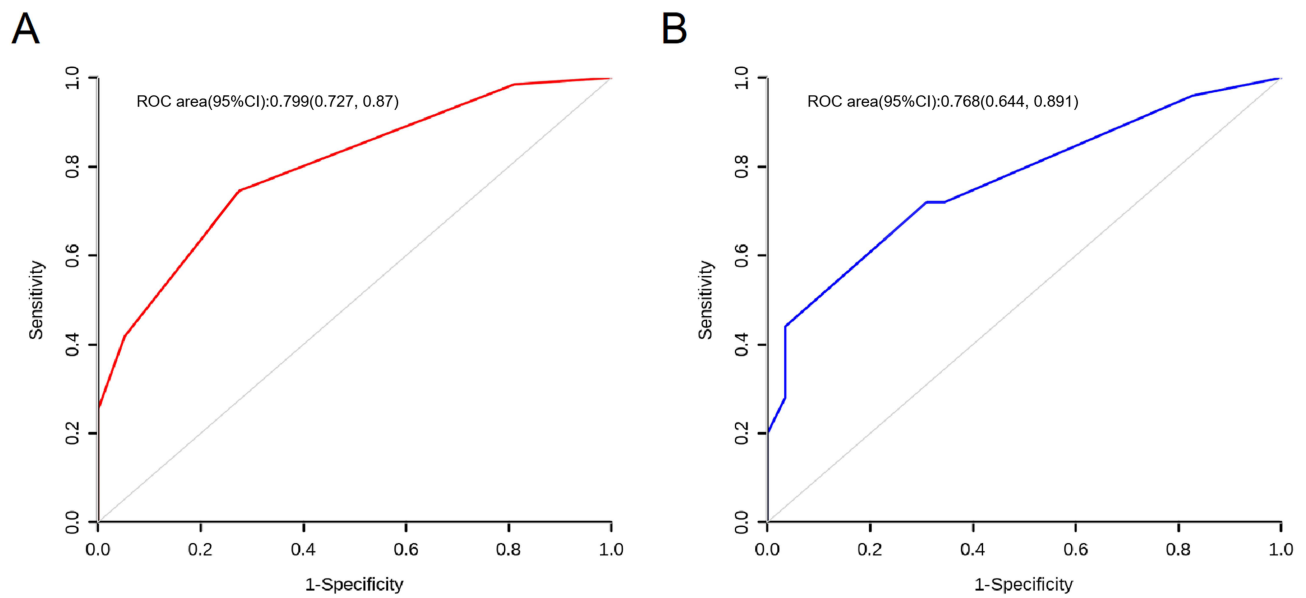 A
ROC area(95%CI):0.799(0.727, 0.87)
Sensitivity
1.0
0.8
0.6
0.4
0.2
0.0
0.0 0.2 0.4 0.6 0.8 1.0
1-Specificity
B
ROC area(95%CI):0.768(0.644, 0.891)
Sensitivity
1.0
0.8
0.6
0.4
0.2
0.0
0.0 0.2 0.4 0.6 0.8 1.0
1-Specificity